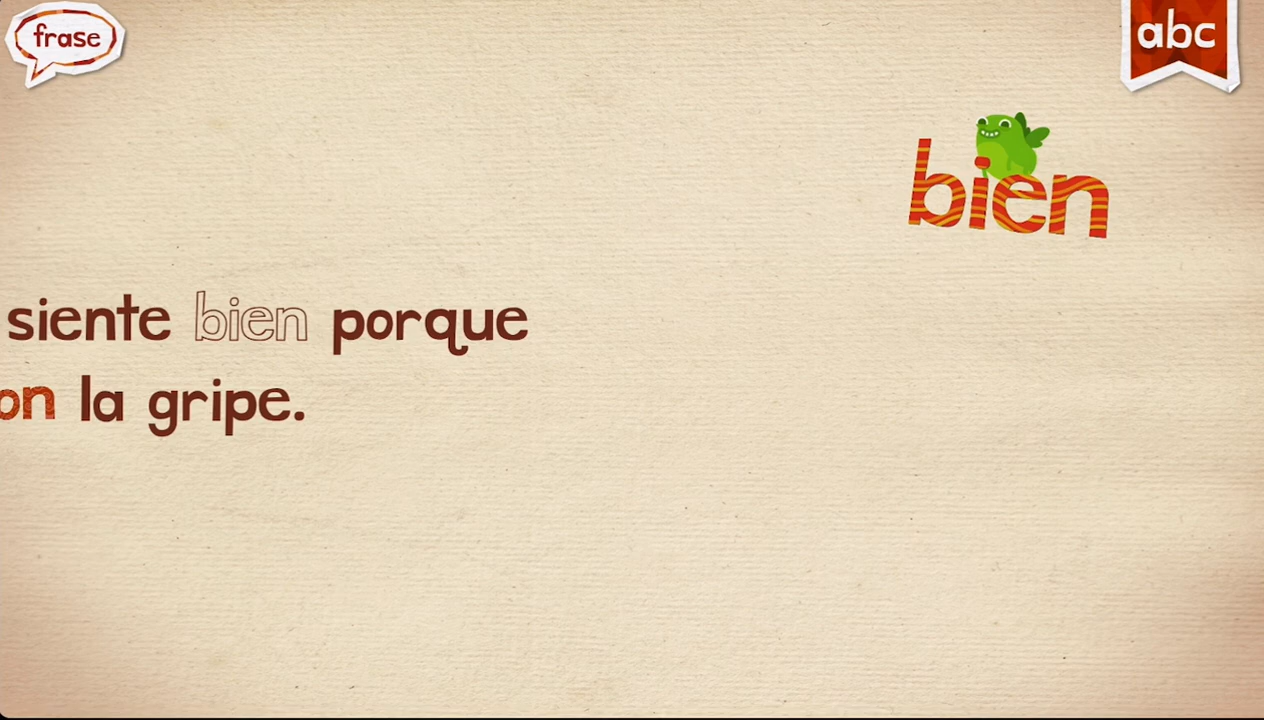 frase
abc
bien
siente bien porque
on la gripe.